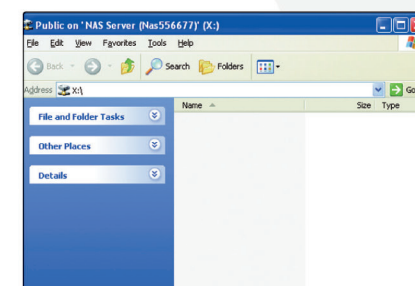 Public on 'NAS Server (Nas556677)' (X:)
File Edit View Favorites Tools Help
Back Search Folders
Address X:\ Go
Name Size Type
File and Folder Tasks
Other Places
Details